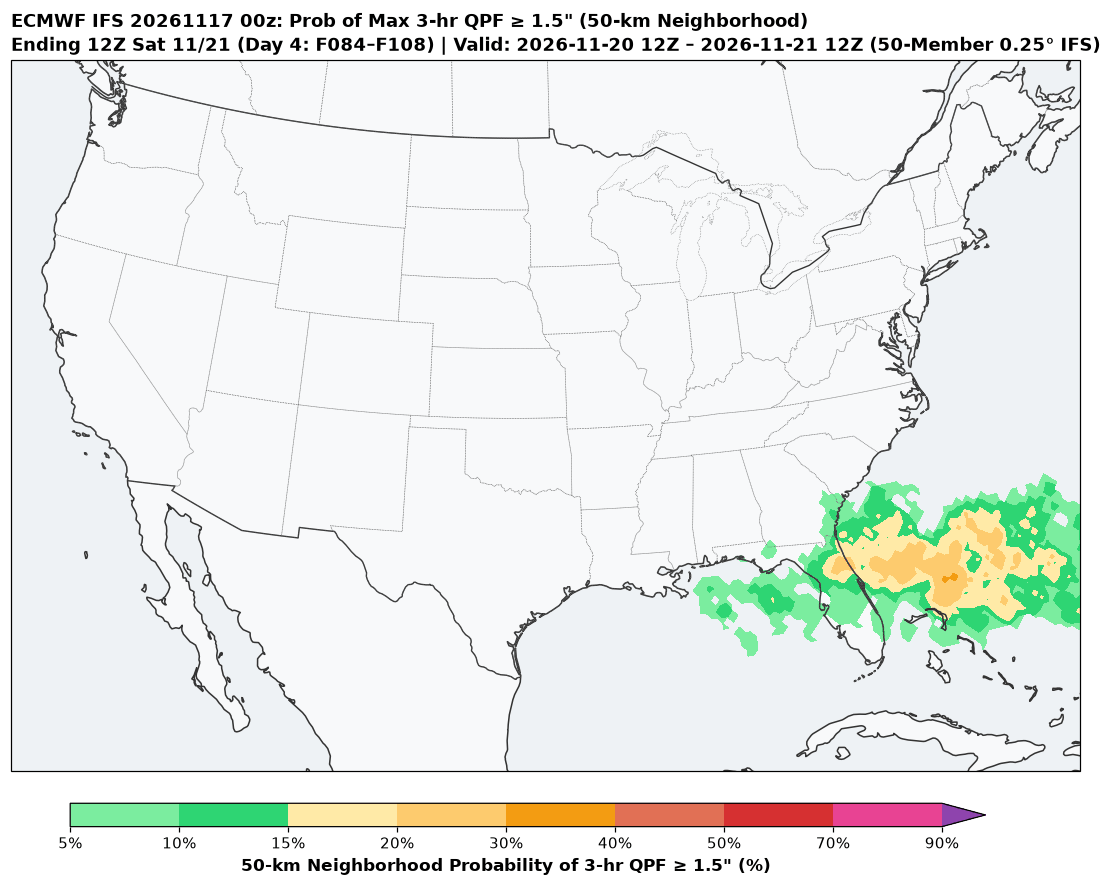 ECMWF IFS 20261117 00z: Prob of Max 3-hr QPF ≥ 1.5" (50-km Neighborhood)
Ending 12Z Sat 11/21 (Day 4: F084–F108) | Valid: 2026-11-20 12Z – 2026-11-21 12Z (50-Member 0.25° IFS)
5% 10% 15% 20% 30% 40% 50% 70% 90%
50-km Neighborhood Probability of 3-hr QPF ≥ 1.5" (%)